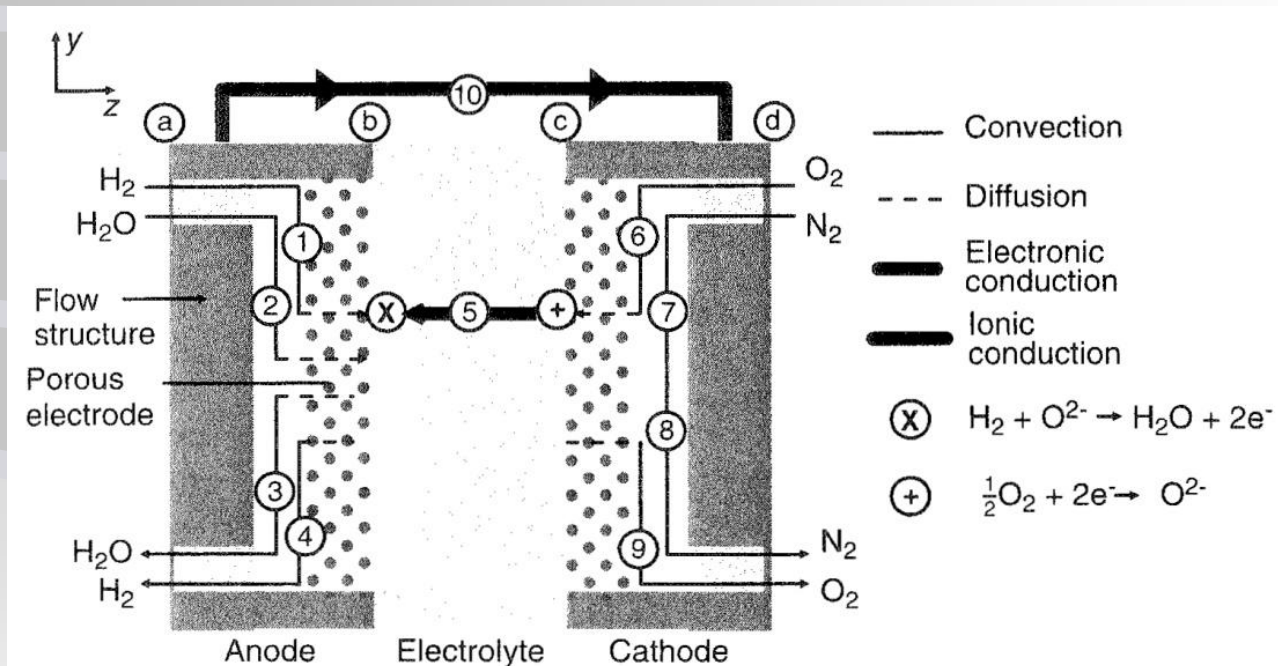 y
z
a
b
c
d
10
H₂
H₂O
1
2
3
4
5
6
7
8
9
O₂
N₂
Flow
structure
Porous
electrode
X
+
H₂O
H₂
N₂
O₂
Anode
Electrolyte
Cathode
Convection
Diffusion
Electronic
conduction
Ionic
conduction
X H₂ + O²⁻ → H₂O + 2e⁻
+ ½O₂ + 2e⁻ → O²⁻